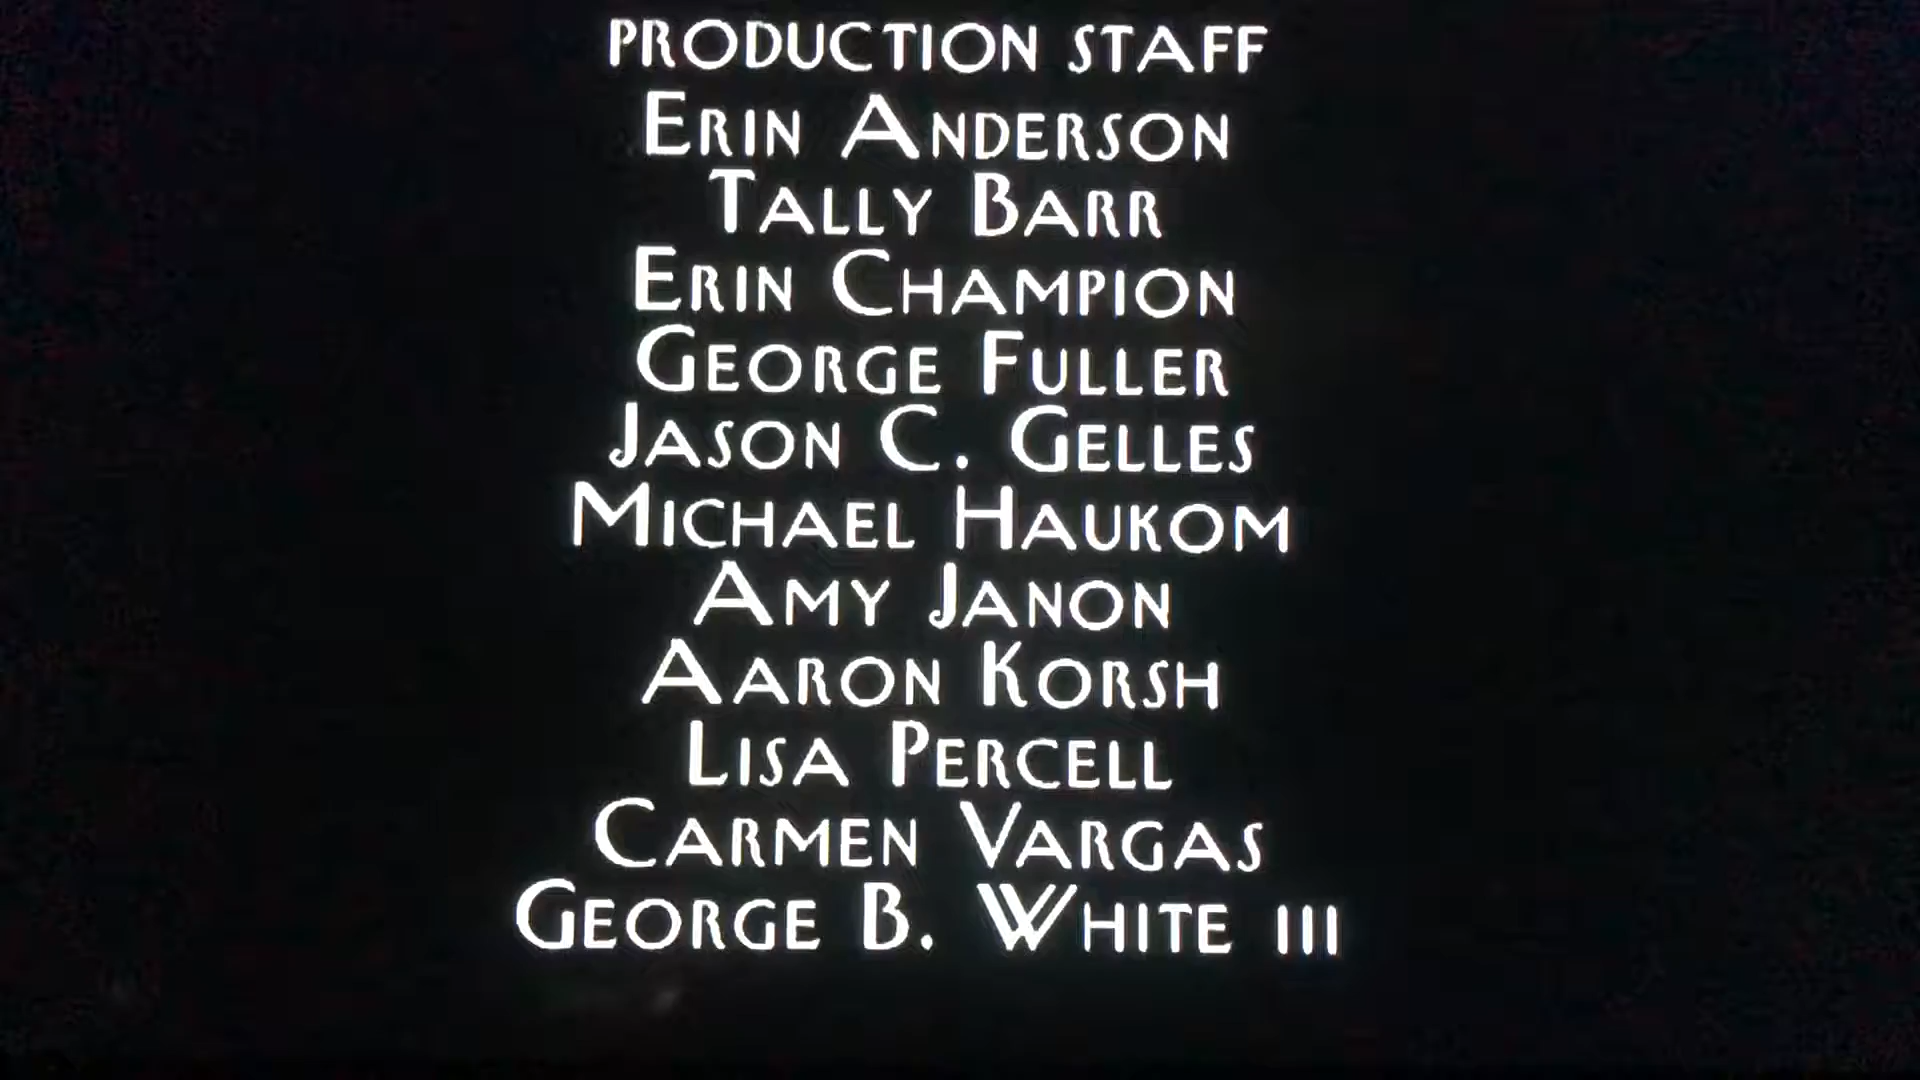 PRODUCTION STAFF
ERIN ANDERSON
TALLY BARR
ERIN CHAMPION
GEORGE FULLER
JASON C. GELLES
MICHAEL HAUKOM
AMY JANON
AARON KORSH
LISA PERCELL
CARMEN VARGAS
GEORGE B. WHITE III